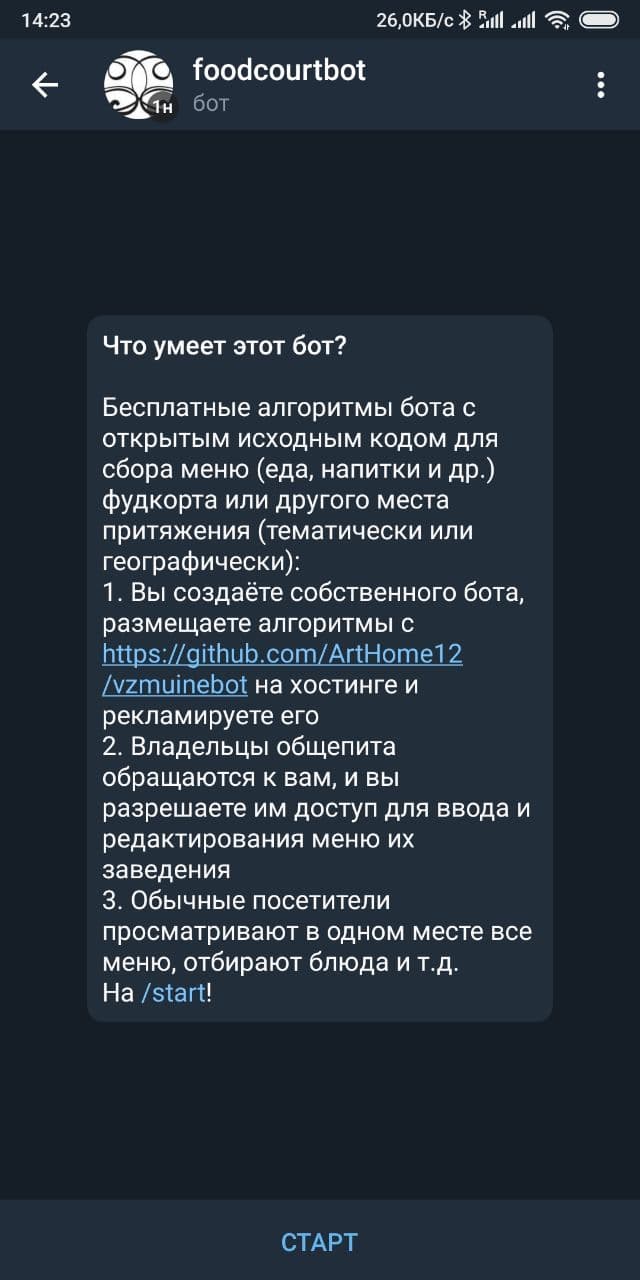 14:23
26,0КБ/с
R
foodcourtbot
1н
бот
Что умеет этот бот?
Бесплатные алгоритмы бота с
открытым исходным кодом для
сбора меню (еда, напитки и др.)
фудкорта или другого места
притяжения (тематически или
географически):
1. Вы создаёте собственного бота,
размещаете алгоритмы с
https://github.com/ArtHome12
/vzmuinebot на хостинге и
рекламируете его
2. Владельцы общепита
обращаются к вам, и вы
разрешаете им доступ для ввода и
редактирования меню их
заведения
3. Обычные посетители
просматривают в одном месте все
меню, отбирают блюда и т.д.
На /start!
СТАРТ